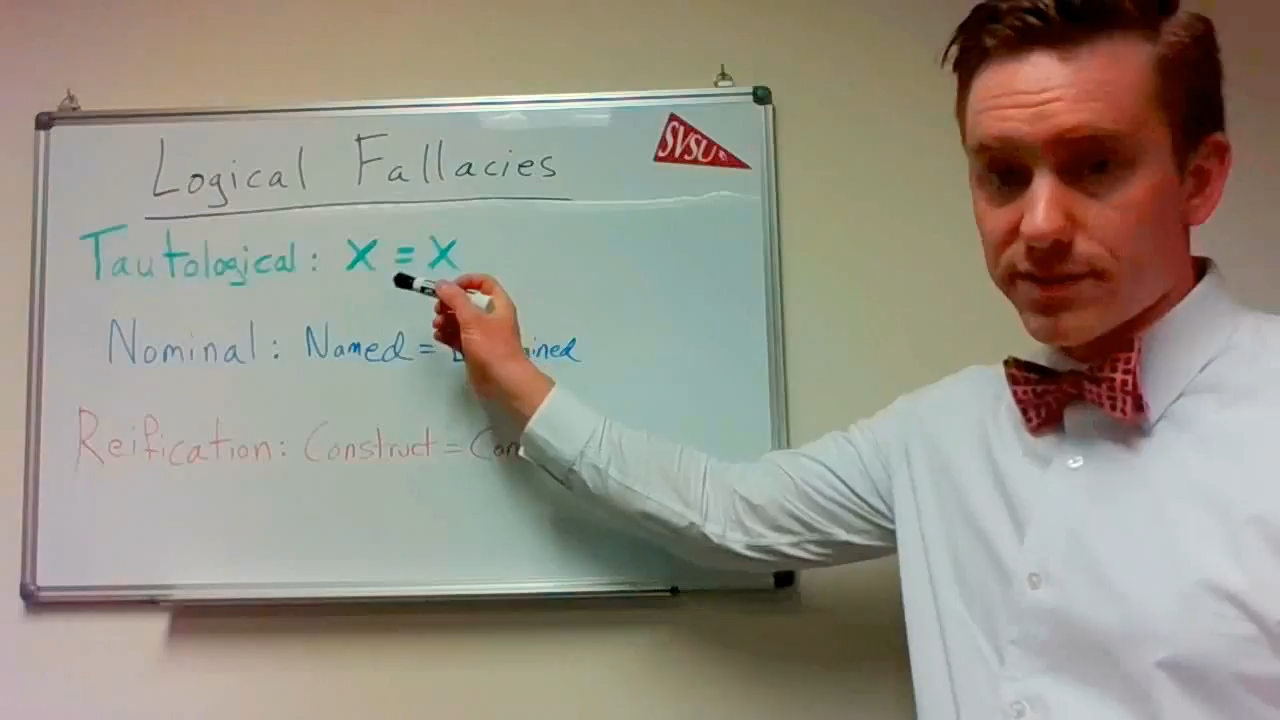 Logical Fallacies
SVSU
Tautological: X = X
Nominal: Named =
Reification: Construct =